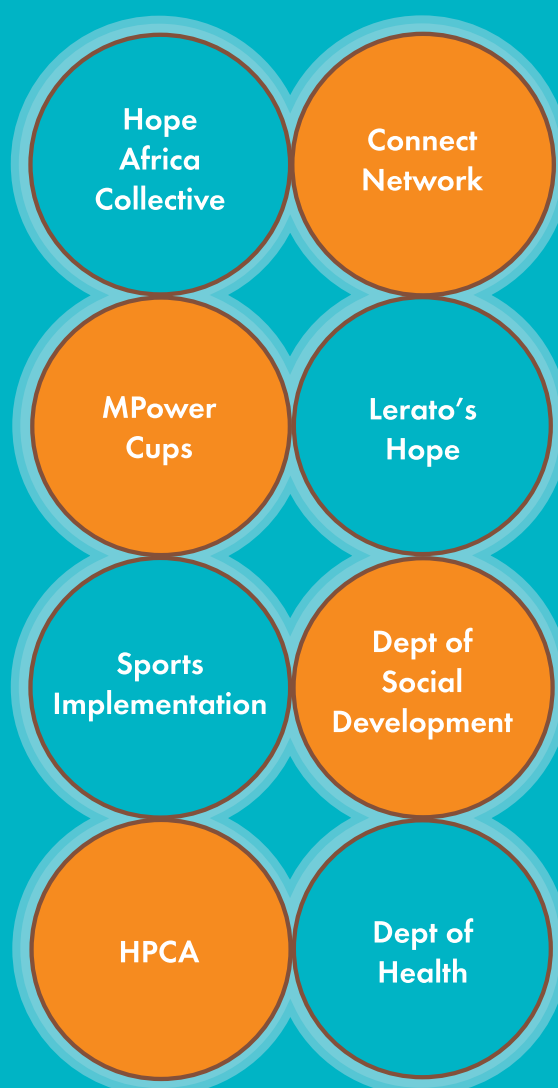 Hope
Africa
Collective
Connect
Network
MPower
Cups
Lerato’s
Hope
Sports
Implementation
Dept of
Social
Development
HPCA
Dept of
Health